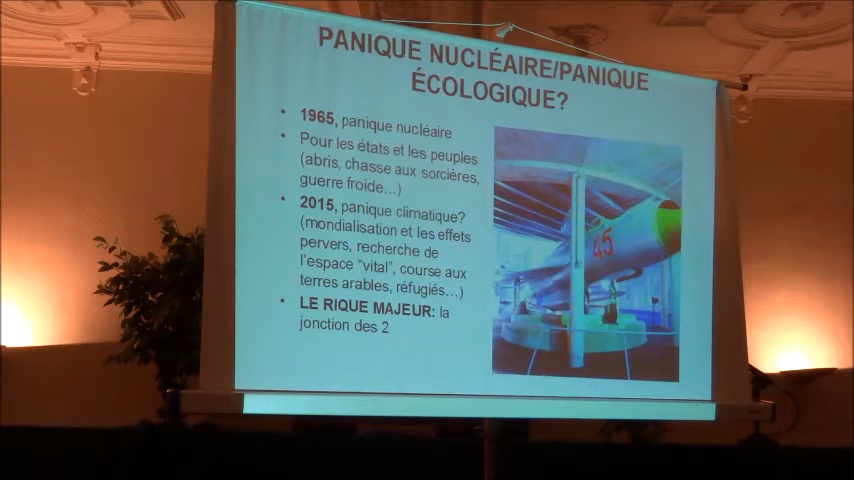 PANIQUE NUCLÉAIRE/PANIQUE
ÉCOLOGIQUE?
• 1965, panique nucléaire
• Pour les états et les peuples
(abris, chasse aux sorcières,
guerre froide...)
• 2015, panique climatique?
(mondialisation et les effets
pervers, recherche de
l'espace "vital", course aux
terres arables, réfugiés...)
• LE RIQUE MAJEUR: la
jonction des 2
45